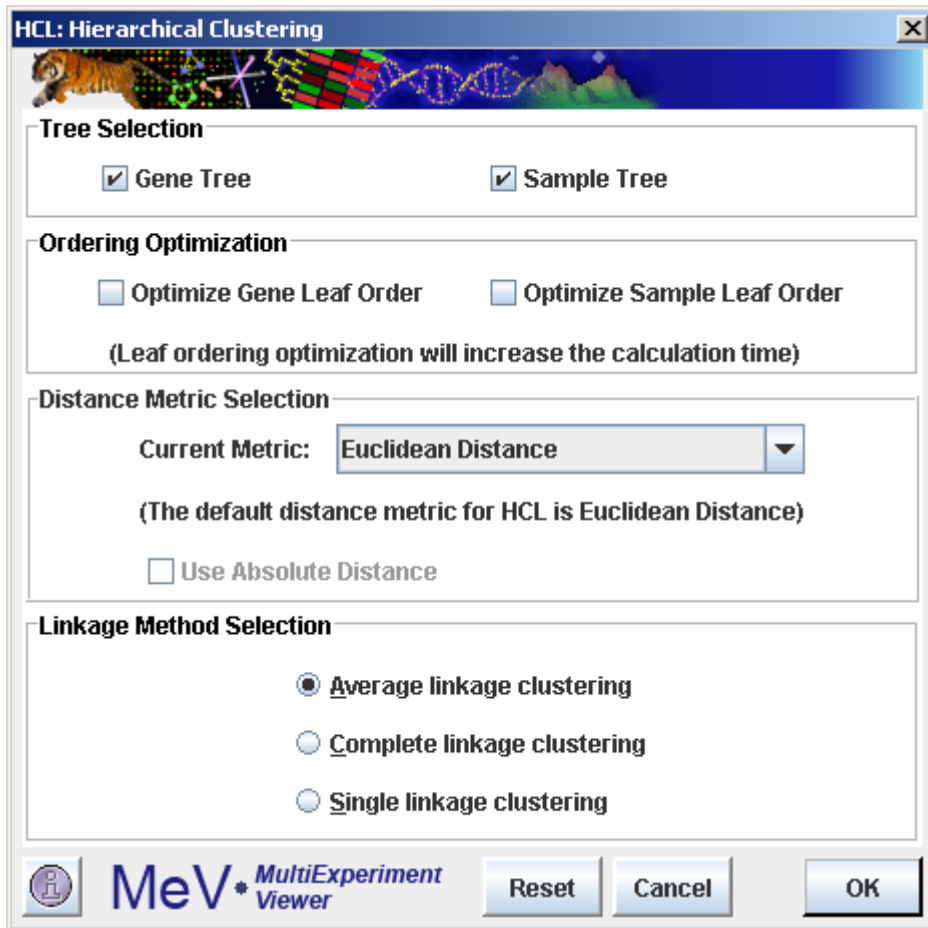 HCL: Hierarchical Clustering
Tree Selection
Gene Tree Sample Tree
Ordering Optimization
Optimize Gene Leaf Order Optimize Sample Leaf Order
(Leaf ordering optimization will increase the calculation time)
Distance Metric Selection
Current Metric: Euclidean Distance
(The default distance metric for HCL is Euclidean Distance)
Use Absolute Distance
Linkage Method Selection
Average linkage clustering
Complete linkage clustering
Single linkage clustering
MeV MultiExperiment
Viewer
Reset Cancel OK